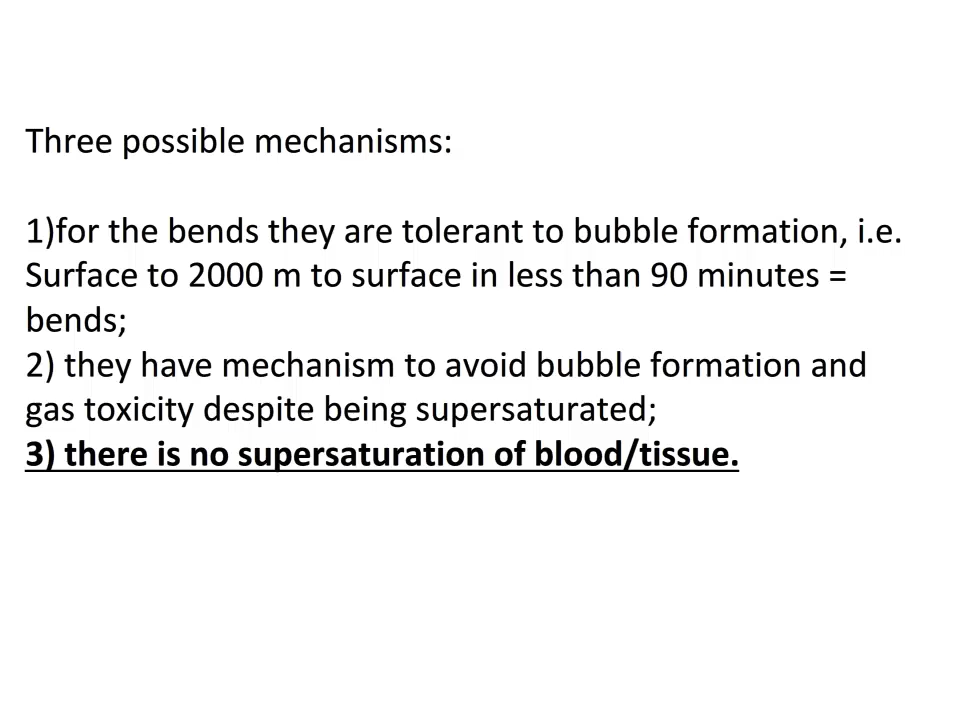 Three possible mechanisms:
1)for the bends they are tolerant to bubble formation, i.e.
Surface to 2000 m to surface in less than 90 minutes =
bends;
2) they have mechanism to avoid bubble formation and
gas toxicity despite being supersaturated;
3) there is no supersaturation of blood/tissue.